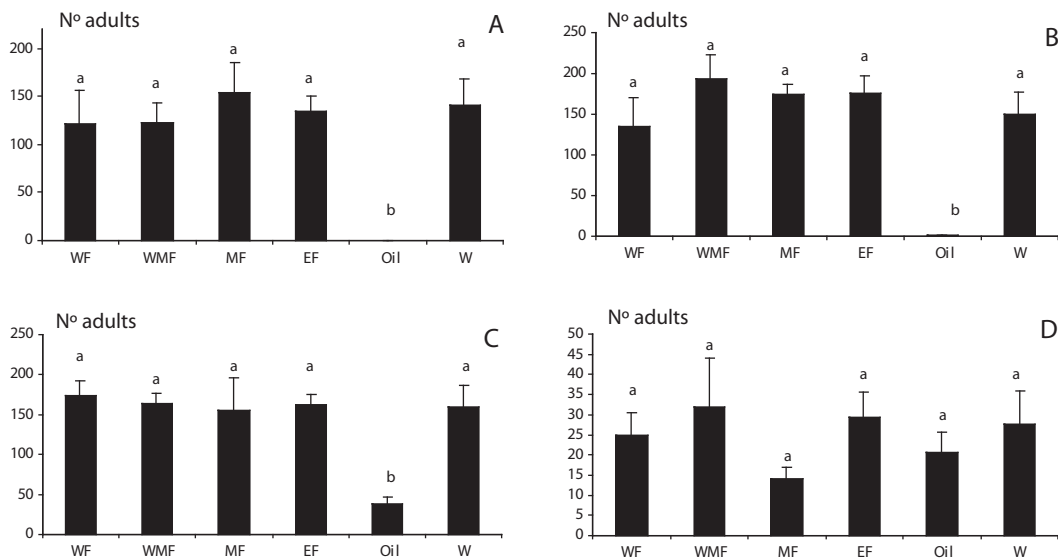 Nº adults
A
200
150
100
50
0
a a a a b a
WF WMF MF EF Oil W
Nº adults
B
250
200
150
100
50
0
a a a a b a
WF WMF MF EF Oil W
Nº adults
C
250
200
150
100
50
0
a a a a b a
WF WMF MF EF Oil W
Nº adults
D
50
45
40
35
30
25
20
15
10
5
0
a a a a a a
WF WMF MF EF Oil W